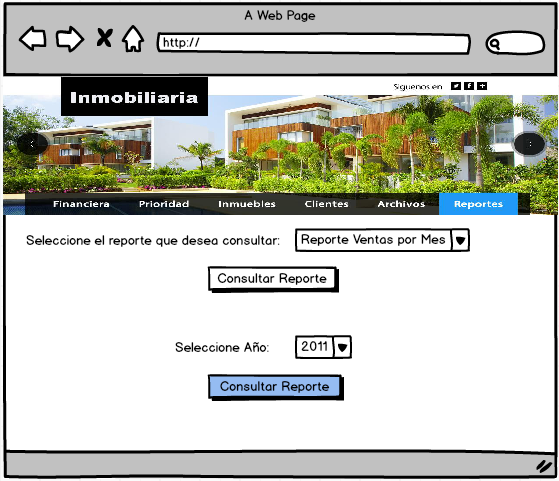 A Web Page
http://
Siguenos en
Inmobiliaria
Financiera Prioridad Inmuebles Clientes Archivos Reportes
Seleccione el reporte que desea consultar: Reporte Ventas por Mes
Consultar Reporte
Seleccione Año: 2011
Consultar Reporte